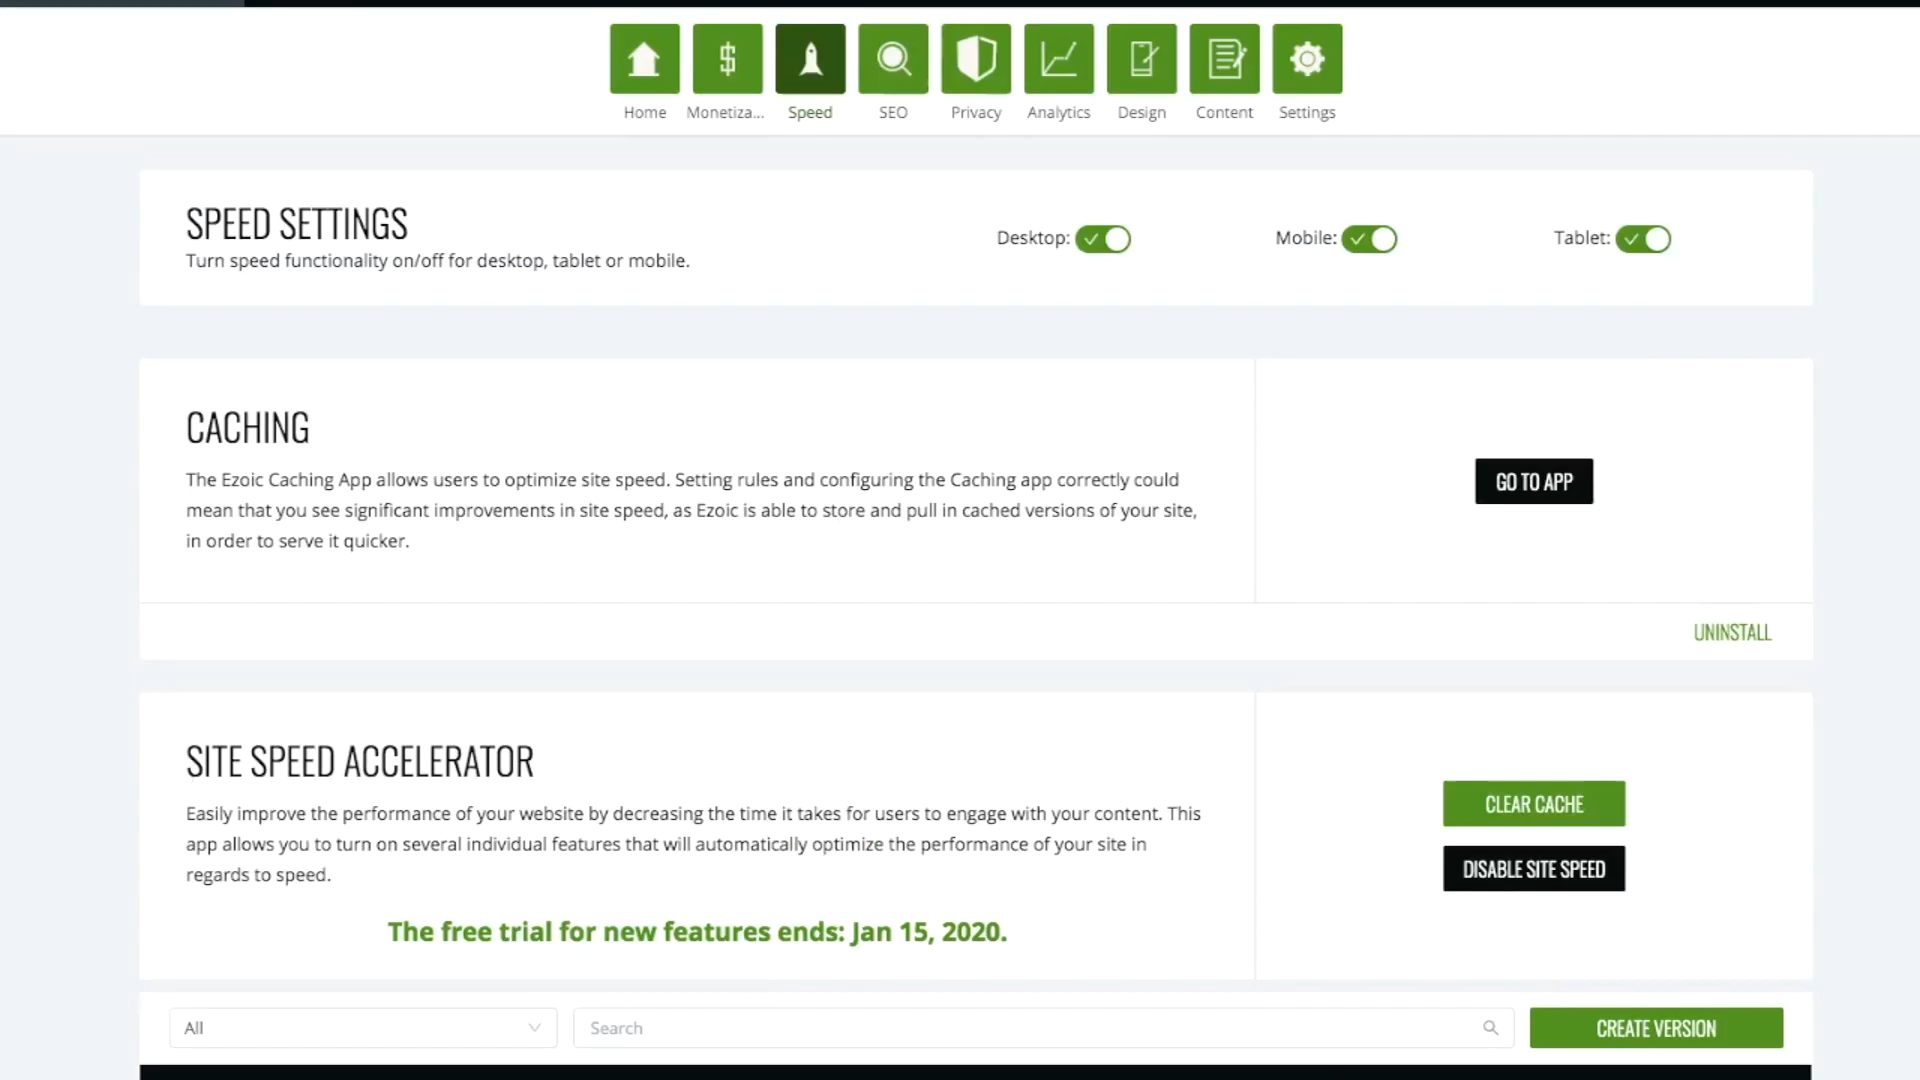 Home Monetiza... Speed SEO Privacy Analytics Design Content Settings
SPEED SETTINGS
Turn speed functionality on/off for desktop, tablet or mobile.
Desktop: Mobile: Tablet:
CACHING
The Ezoic Caching App allows users to optimize site speed. Setting rules and configuring the Caching app correctly could
mean that you see significant improvements in site speed, as Ezoic is able to store and pull in cached versions of your site,
in order to serve it quicker.
GO TO APP
UNINSTALL
SITE SPEED ACCELERATOR
Easily improve the performance of your website by decreasing the time it takes for users to engage with your content. This
app allows you to turn on several individual features that will automatically optimize the performance of your site in
regards to speed.
The free trial for new features ends: Jan 15, 2020.
CLEAR CACHE
DISABLE SITE SPEED
All Search CREATE VERSION